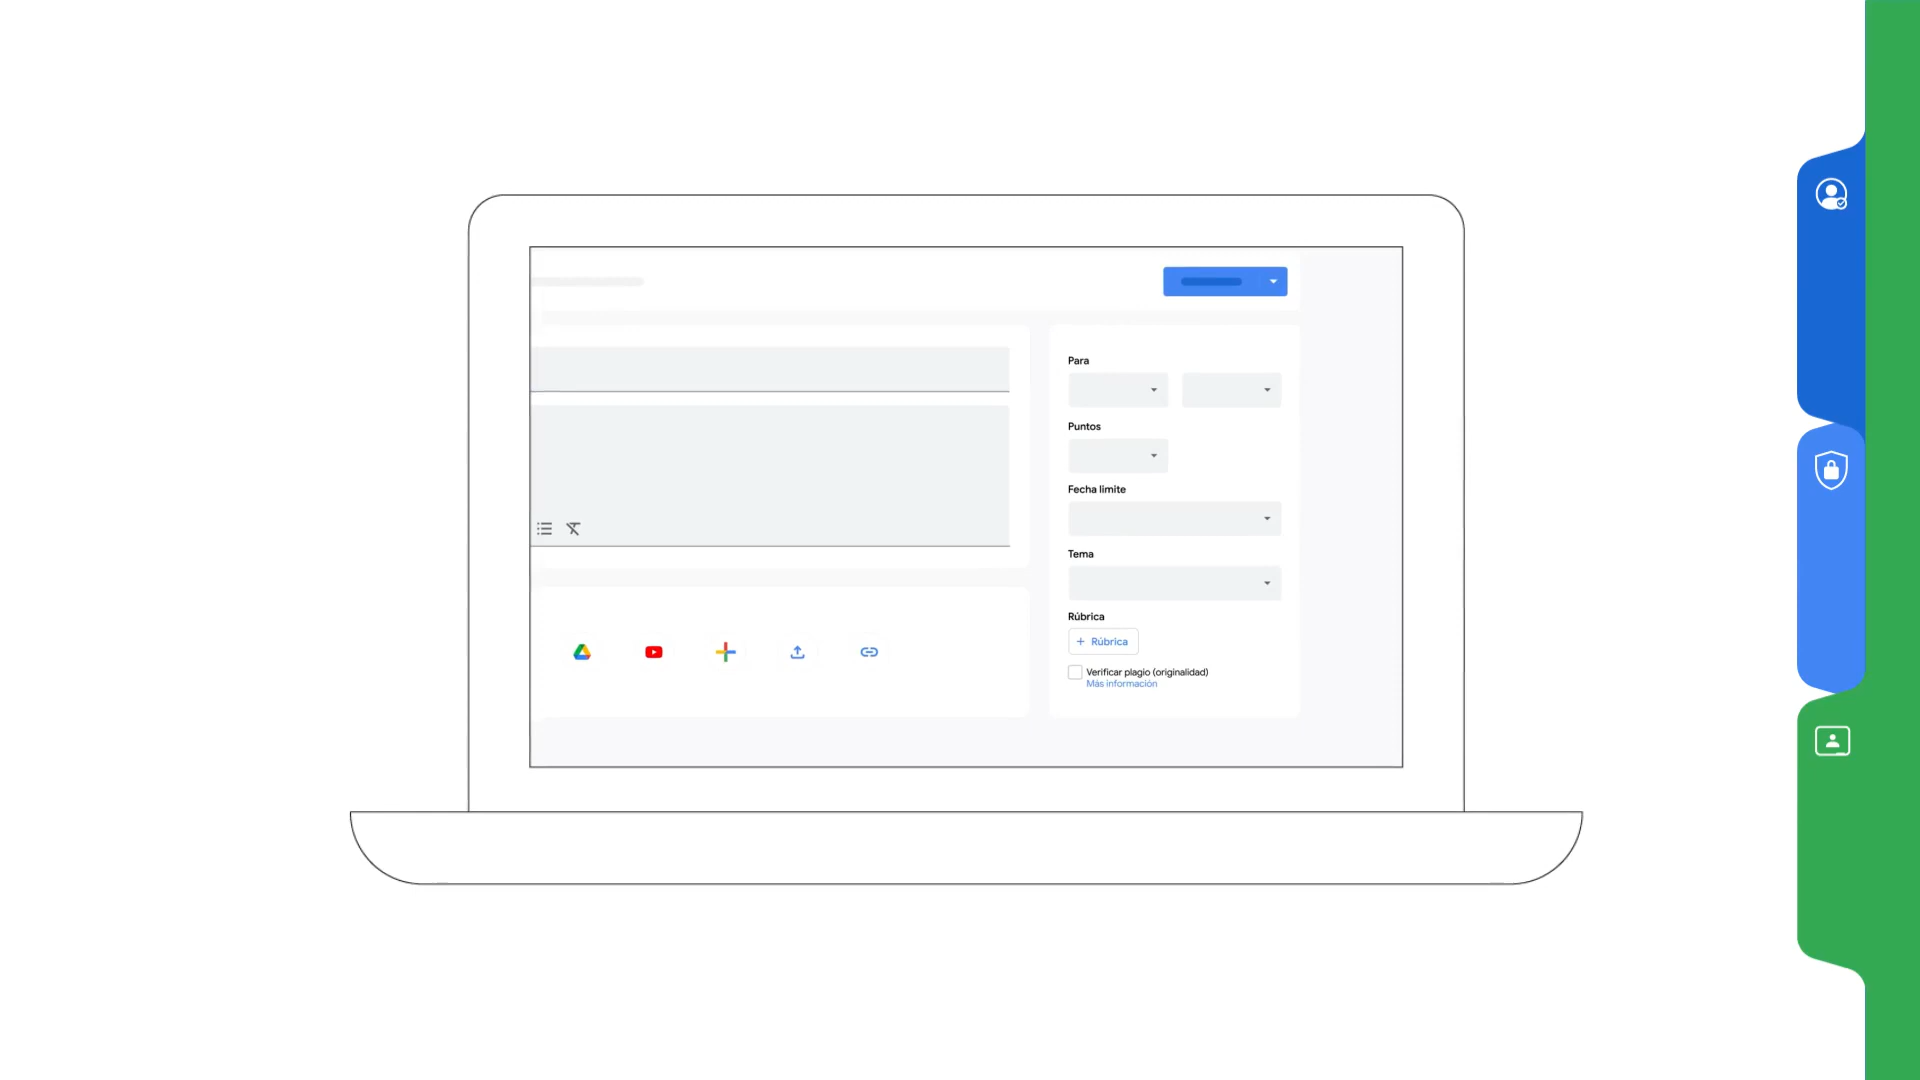 Para
Puntos
Fecha límite
Tema
Rúbrica
+ Rúbrica
Verificar plagio (originalidad)
Más información